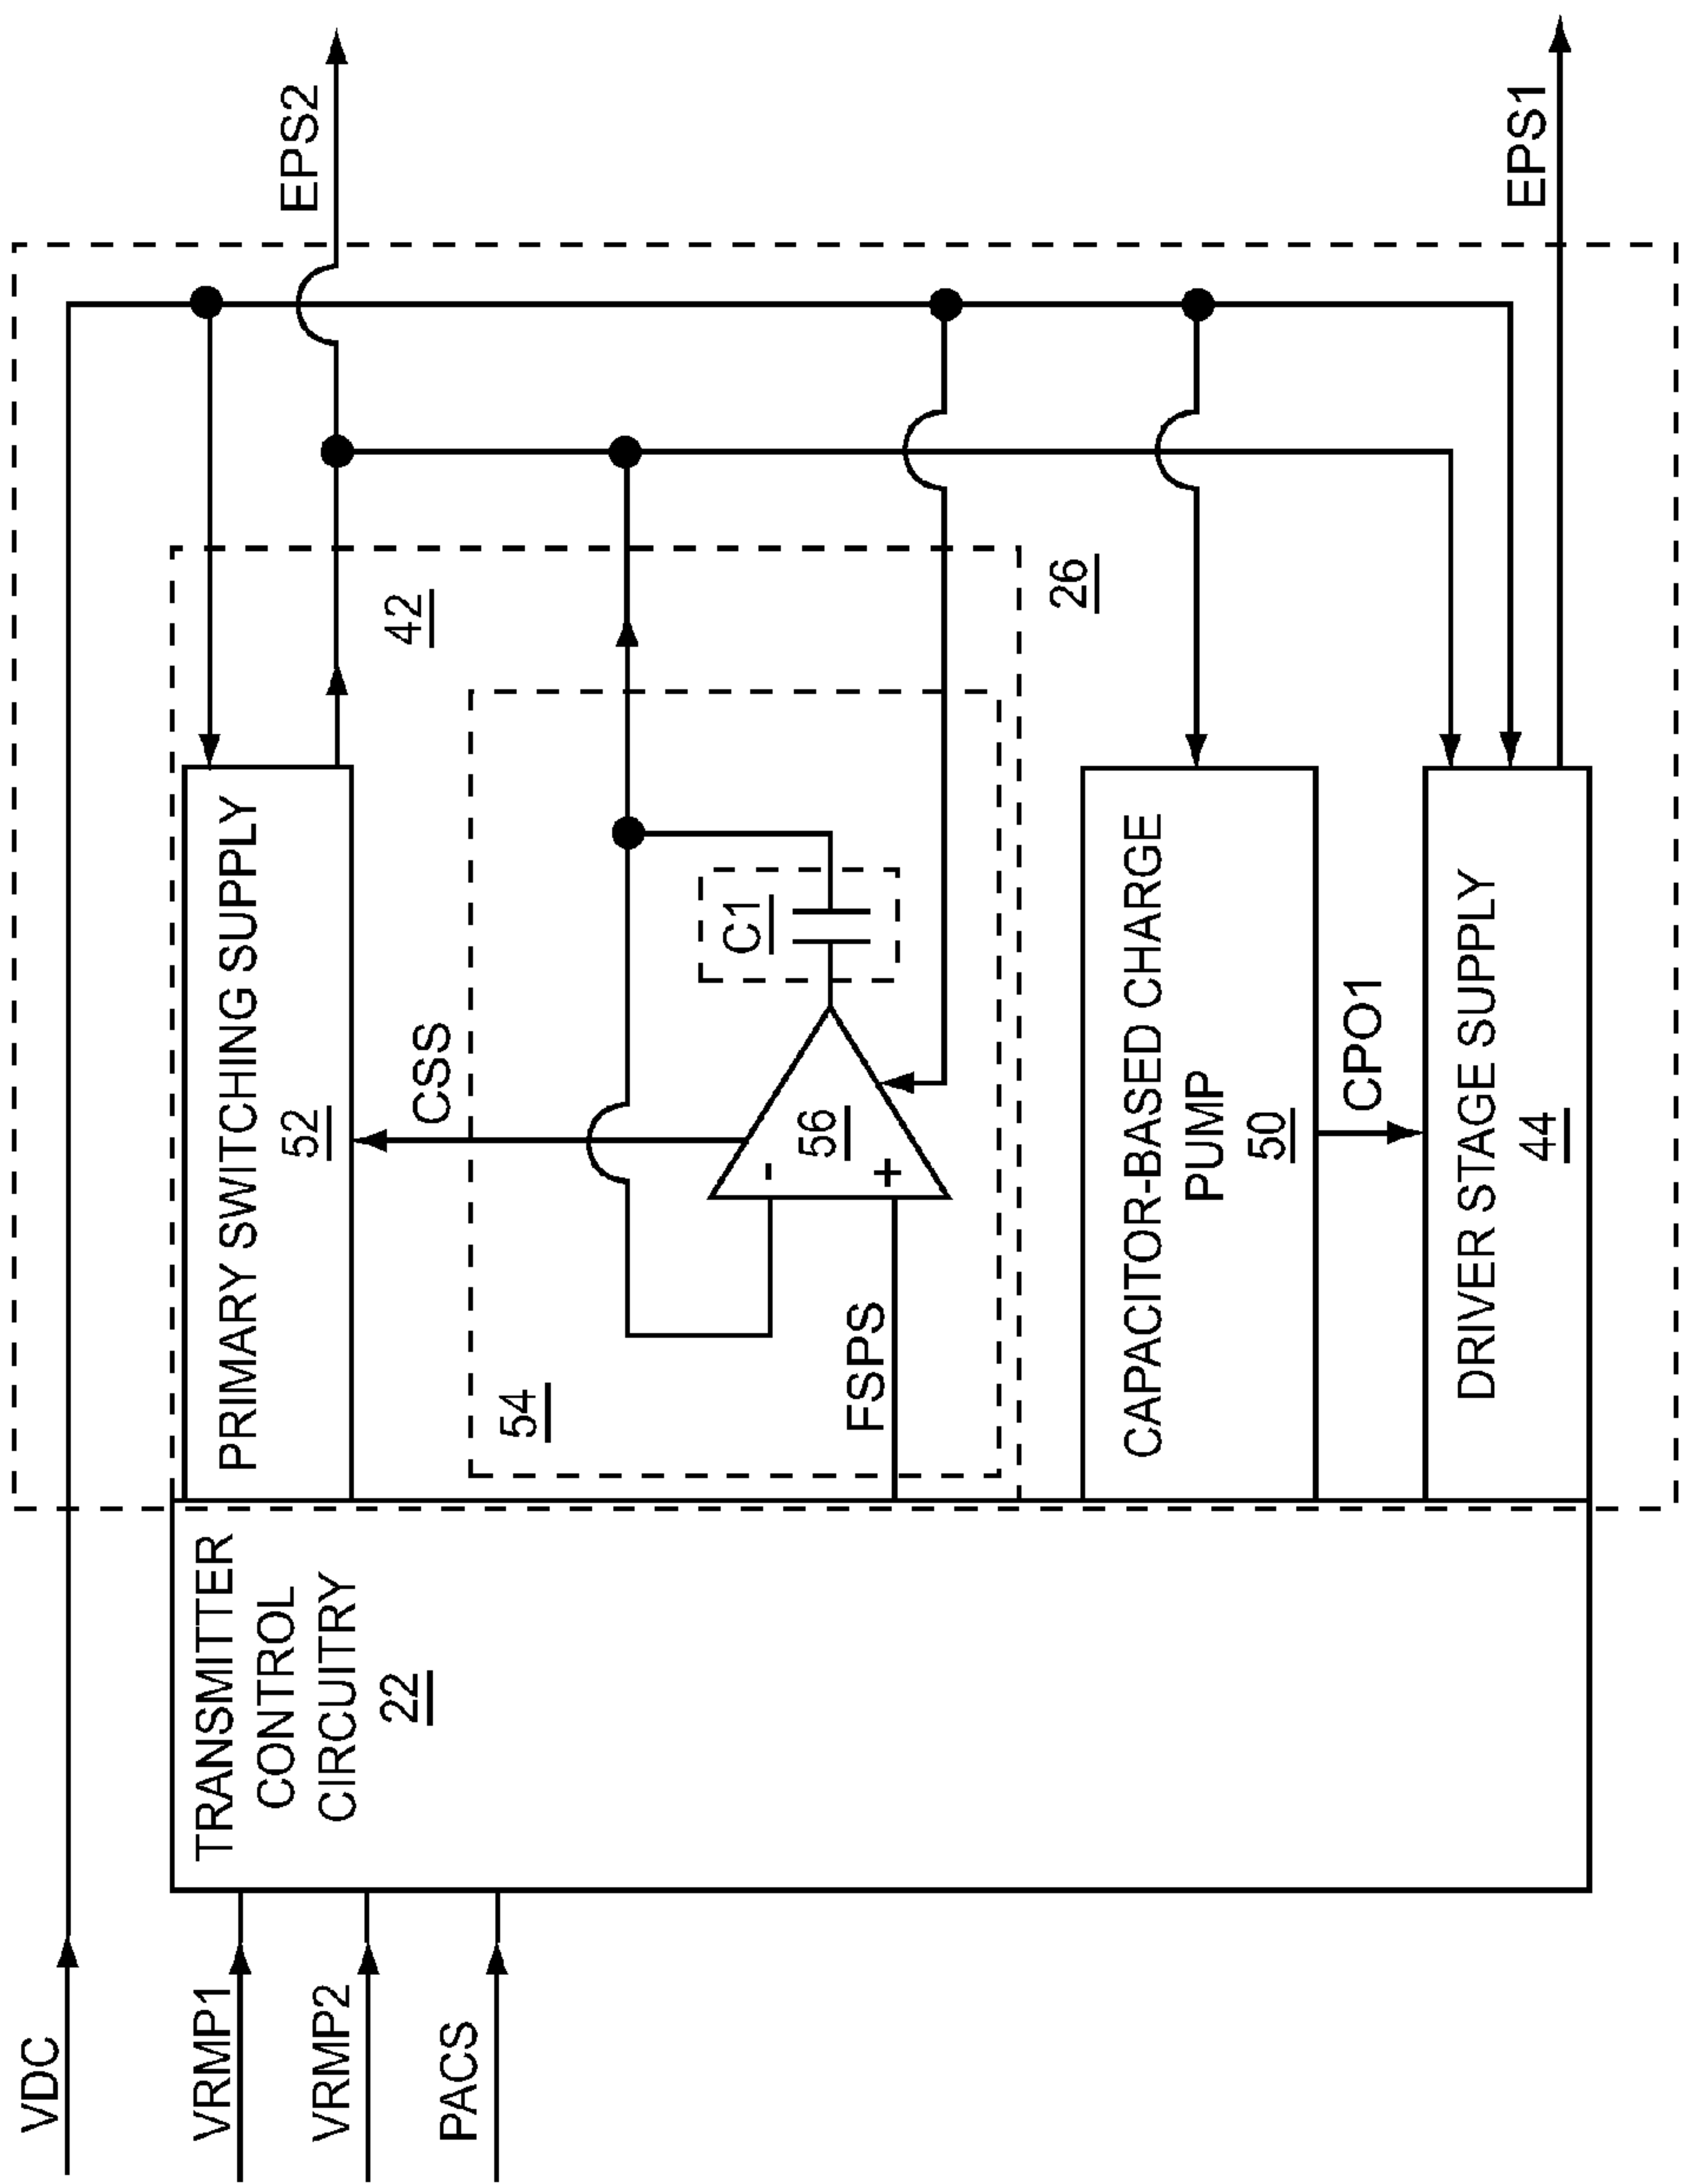 VDC
VRMP1
VRMP2
PACS
TRANSMITTER
CONTROL
CIRCUITRY
22
PRIMARY SWITCHING SUPPLY
52
42
EPS2
CSS
54
C1
-
56
+
FSPS
26
CAPACITOR-BASED CHARGE
PUMP
50
CPO1
DRIVER STAGE SUPPLY
44
EPS1